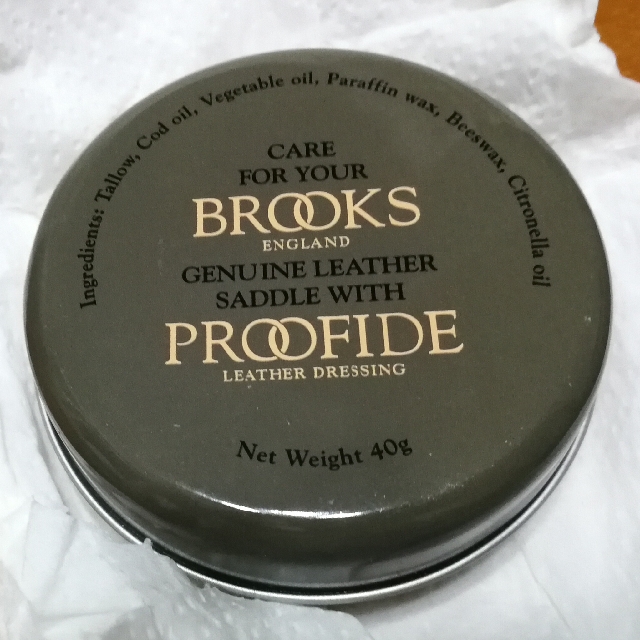 Ingredients: Tallow, Cod oil, Vegetable oil, Paraffin wax, Beeswax, Citronella oil
CARE
FOR YOUR
BROOKS
ENGLAND
GENUINE LEATHER
SADDLE WITH
PROOFIDE
LEATHER DRESSING
Net Weight 40g